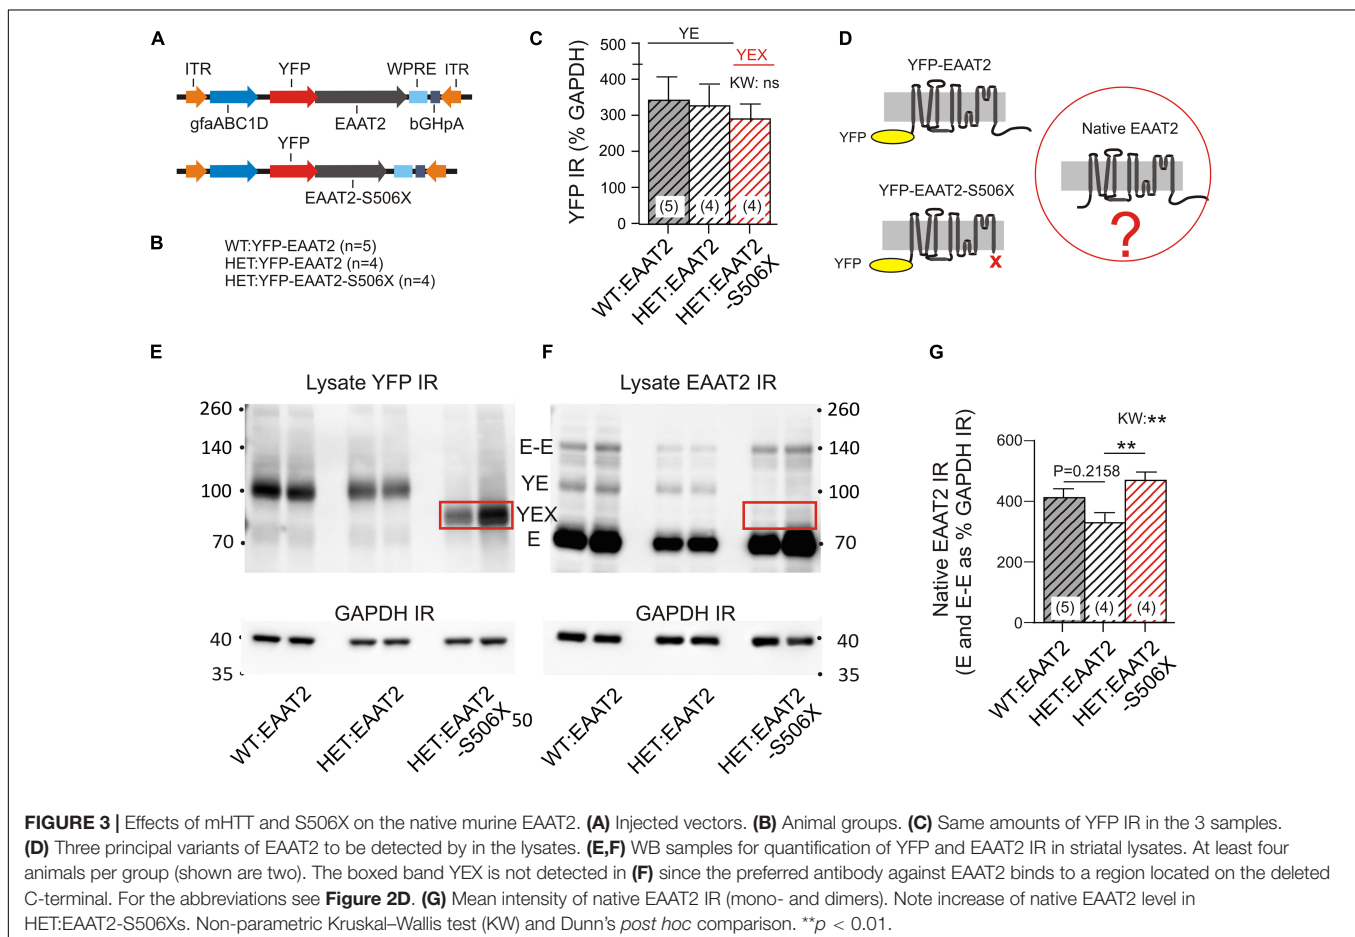 A
ITR
YFP
WPRE
ITR
gfaABC1D
EAAT2
bGHpA
YFP
EAAT2-S506X
B
WT:YFP-EAAT2 (n=5)
HET:YFP-EAAT2 (n=4)
HET:YFP-EAAT2-S506X (n=4)
C
YFP IR (% GAPDH)
500
400
300
200
100
0
YE
YEX
KW: ns
(5)
(4)
(4)
WT:EAAT2
HET:EAAT2
HET:EAAT2
-S506X
D
YFP-EAAT2
YFP
YFP-EAAT2-S506X
YFP
x
Native EAAT2
?
E
Lysate YFP IR
260
140
100
70
GAPDH IR
40
35
WT:EAAT2
HET:EAAT2
HET:EAAT2
-S506X
50
E-E
YE
YEX
E
F
Lysate EAAT2 IR
260
140
100
70
GAPDH IR
40
35
WT:EAAT2
HET:EAAT2
HET:EAAT2
-S506X
G
Native EAAT2 IR
(E and E-E as % GAPDH IR)
600
400
200
0
KW:**
**
P=0.2158
(5)
(4)
(4)
WT:EAAT2
HET:EAAT2
HET:EAAT2
-S506X
FIGURE 3 | Effects of mHTT and S506X on the native murine EAAT2. (A) Injected vectors. (B) Animal groups. (C) Same amounts of YFP IR in the 3 samples.
(D) Three principal variants of EAAT2 to be detected by in the lysates. (E,F) WB samples for quantification of YFP and EAAT2 IR in striatal lysates. At least four
animals per group (shown are two). The boxed band YEX is not detected in (F) since the preferred antibody against EAAT2 binds to a region located on the deleted
C-terminal. For the abbreviations see Figure 2D. (G) Mean intensity of native EAAT2 IR (mono- and dimers). Note increase of native EAAT2 level in
HET:EAAT2-S506Xs. Non-parametric Kruskal–Wallis test (KW) and Dunn's post hoc comparison. **p < 0.01.